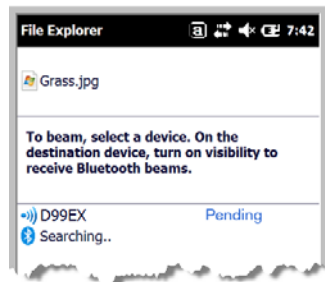 File Explorer a 7:42
Grass.jpg
To beam, select a device. On the
destination device, turn on visibility to
receive Bluetooth beams.
D99EX Pending
Searching..